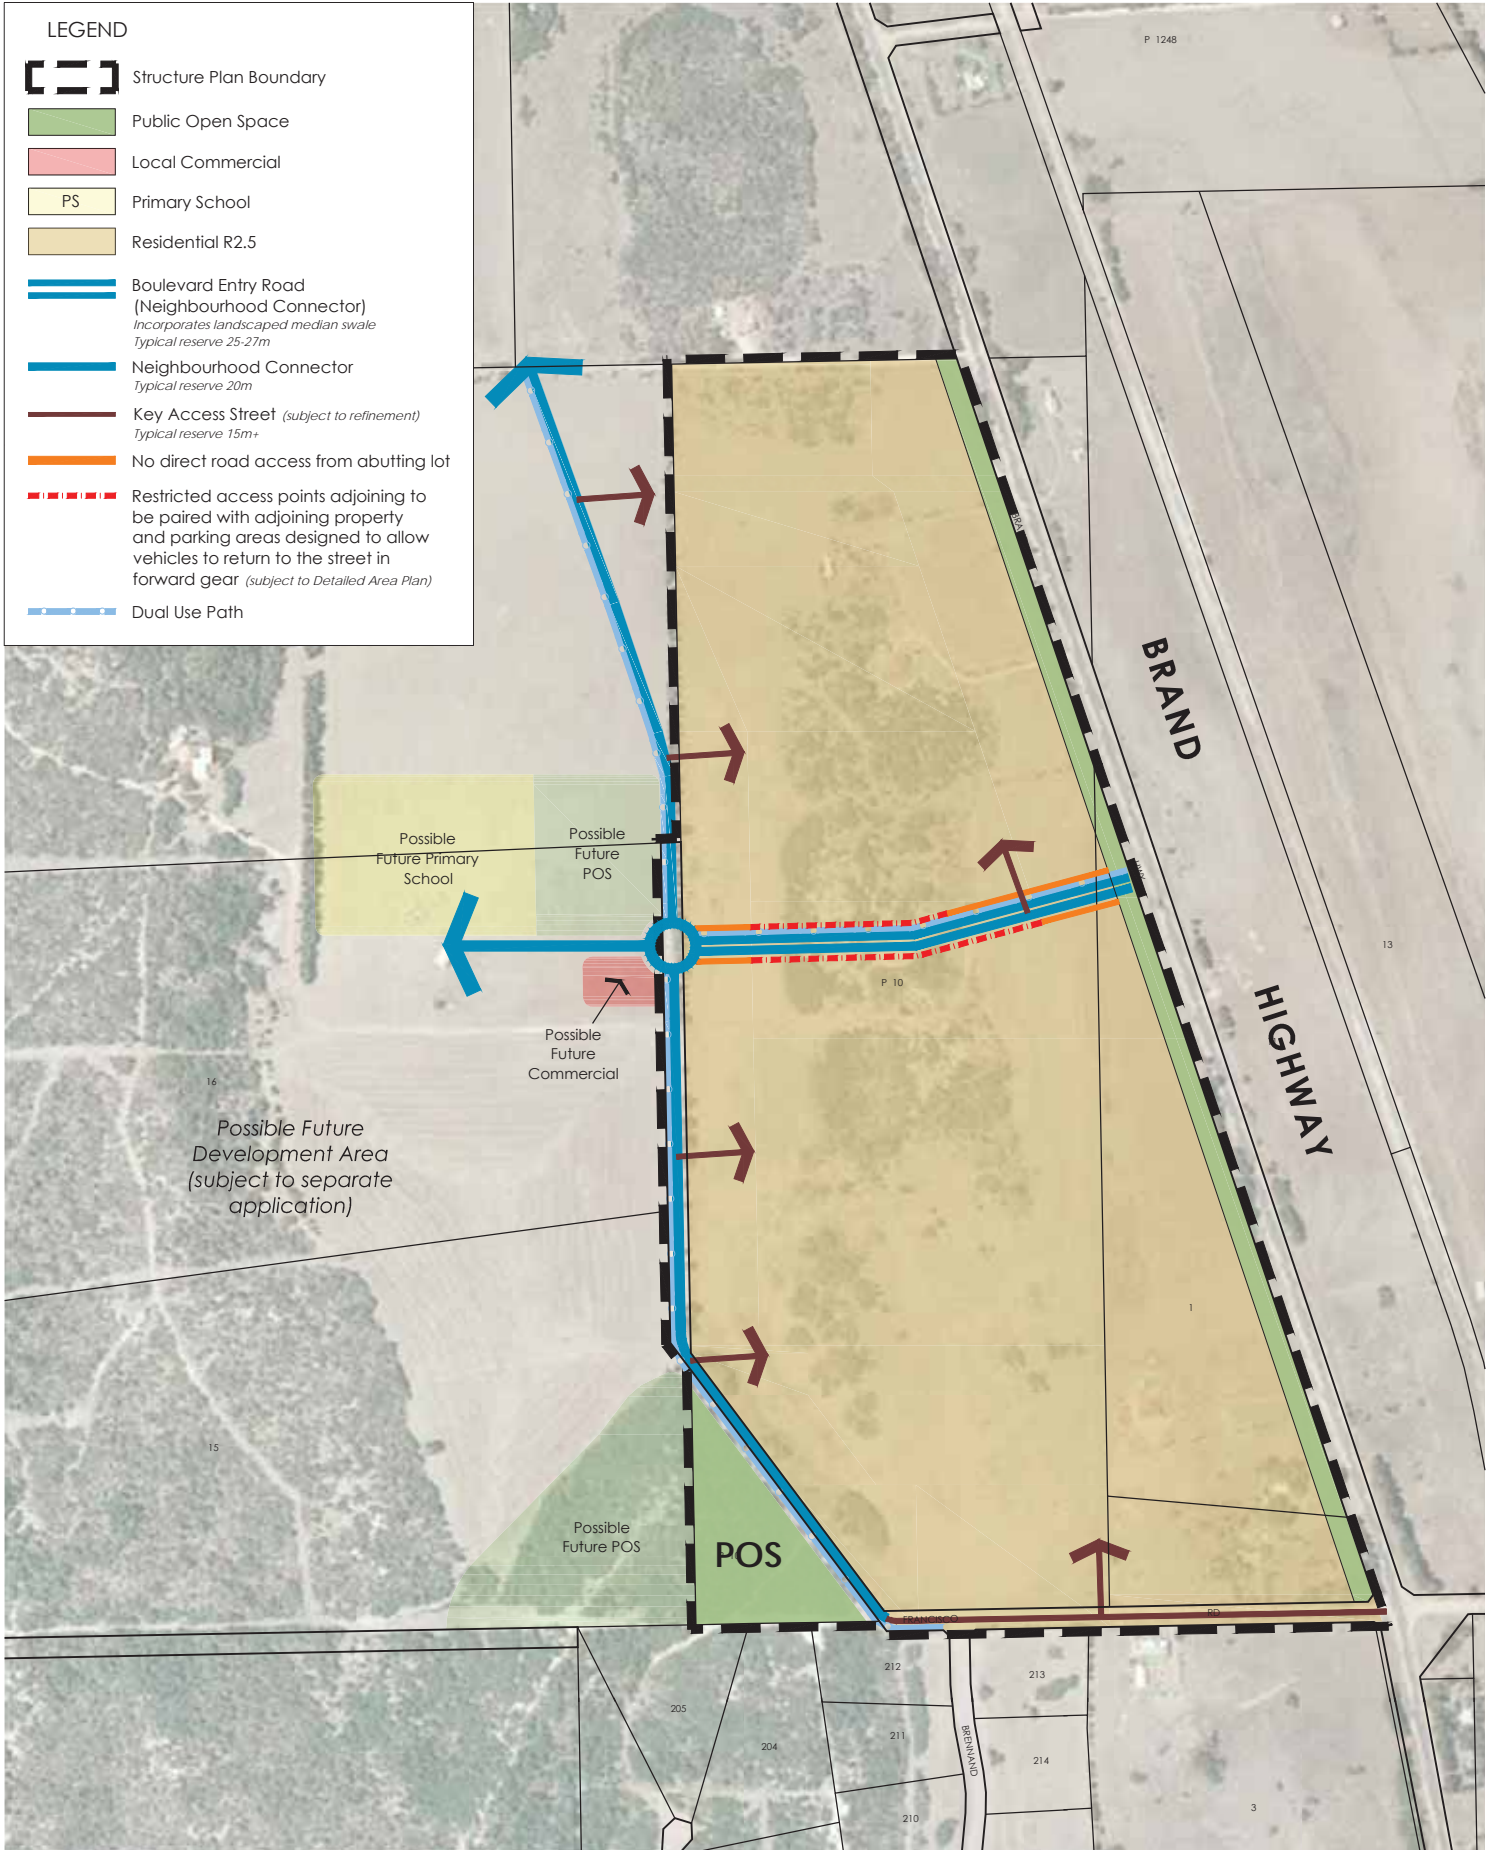 LEGEND
Structure Plan Boundary
Public Open Space
Local Commercial
PS
Primary School
Residential R2.5
Boulevard Entry Road
(Neighbourhood Connector)
Incorporates landscaped median swale
Typical reserve 25-27m
Neighbourhood Connector
Typical reserve 20m
Key Access Street (subject to refinement)
Typical reserve 15m+
No direct road access from abutting lot
Restricted access points adjoining to
be paired with adjoining property
and parking areas designed to allow
vehicles to return to the street in
forward gear (subject to Detailed Area Plan)
Dual Use Path
P 1248
BRA
BRAND
HIGHWAY
HWY
13
Possible
Future Primary
School
Possible
Future
POS
P 10
Possible
Future
Commercial
16
Possible Future
Development Area
(subject to separate
application)
1
15
Possible
Future POS
POS
FRANCISCO
RD
212
213
205
204
211
BRENNAND
214
210
3